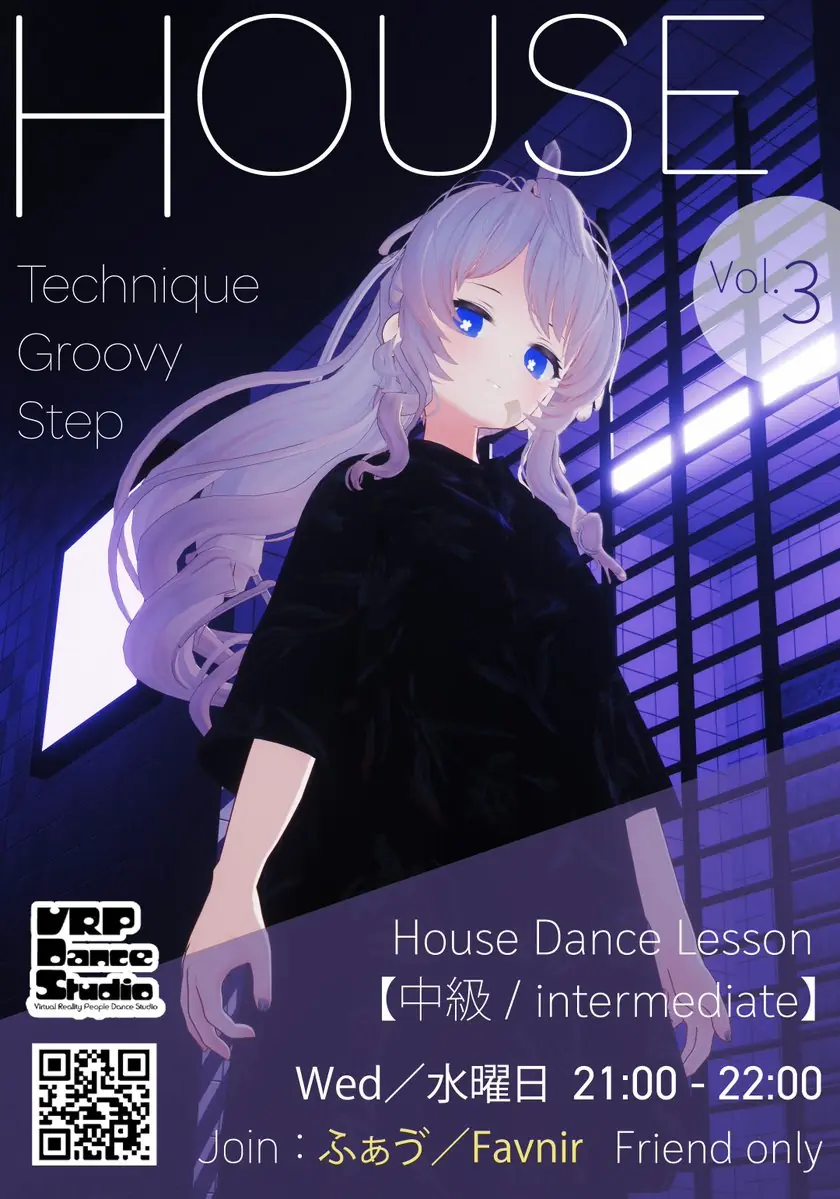 HOUSE
Technique
Groovy
Step
Vol.3
VRP
Dance
Studio
Virtual Reality People Dance Studio
House Dance Lesson
【中級 / intermediate】
Wed／水曜日 21:00 - 22:00
Join：ふぁゔ／Favnir Friend only